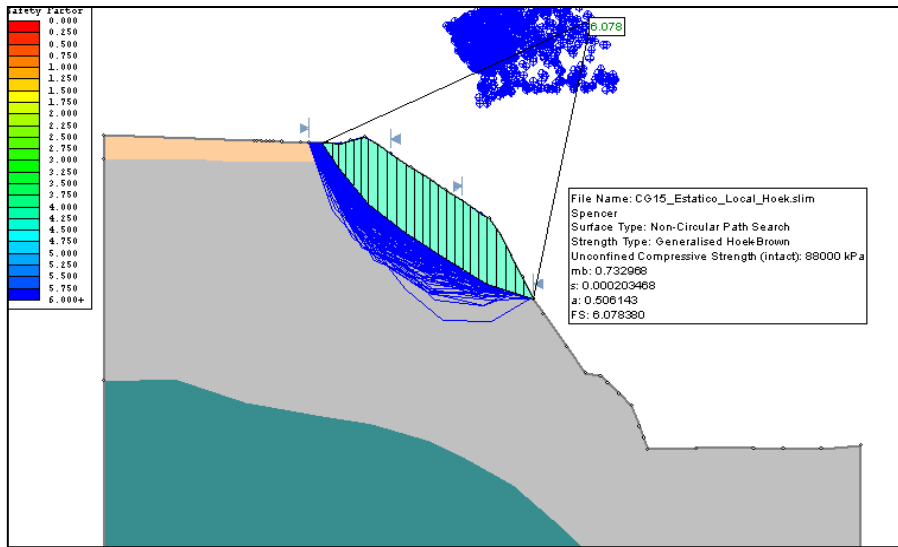 Safety Factor
0.000
0.250
0.500
0.750
1.000
1.250
1.500
1.750
2.000
2.250
2.500
2.750
3.000
3.250
3.500
3.750
4.000
4.250
4.500
4.750
5.000
5.250
5.500
5.750
6.000+
6.078
File Name: CG15_Estatico_Local_Hoek.slim
Spencer
Surface Type: Non-Circular Path Search
Strength Type: Generalised Hoek-Brown
Unconfined Compressive Strength (intact): 88000 kPa
mb: 0.732968
s: 0.000203468
a: 0.506143
FS: 6.078380